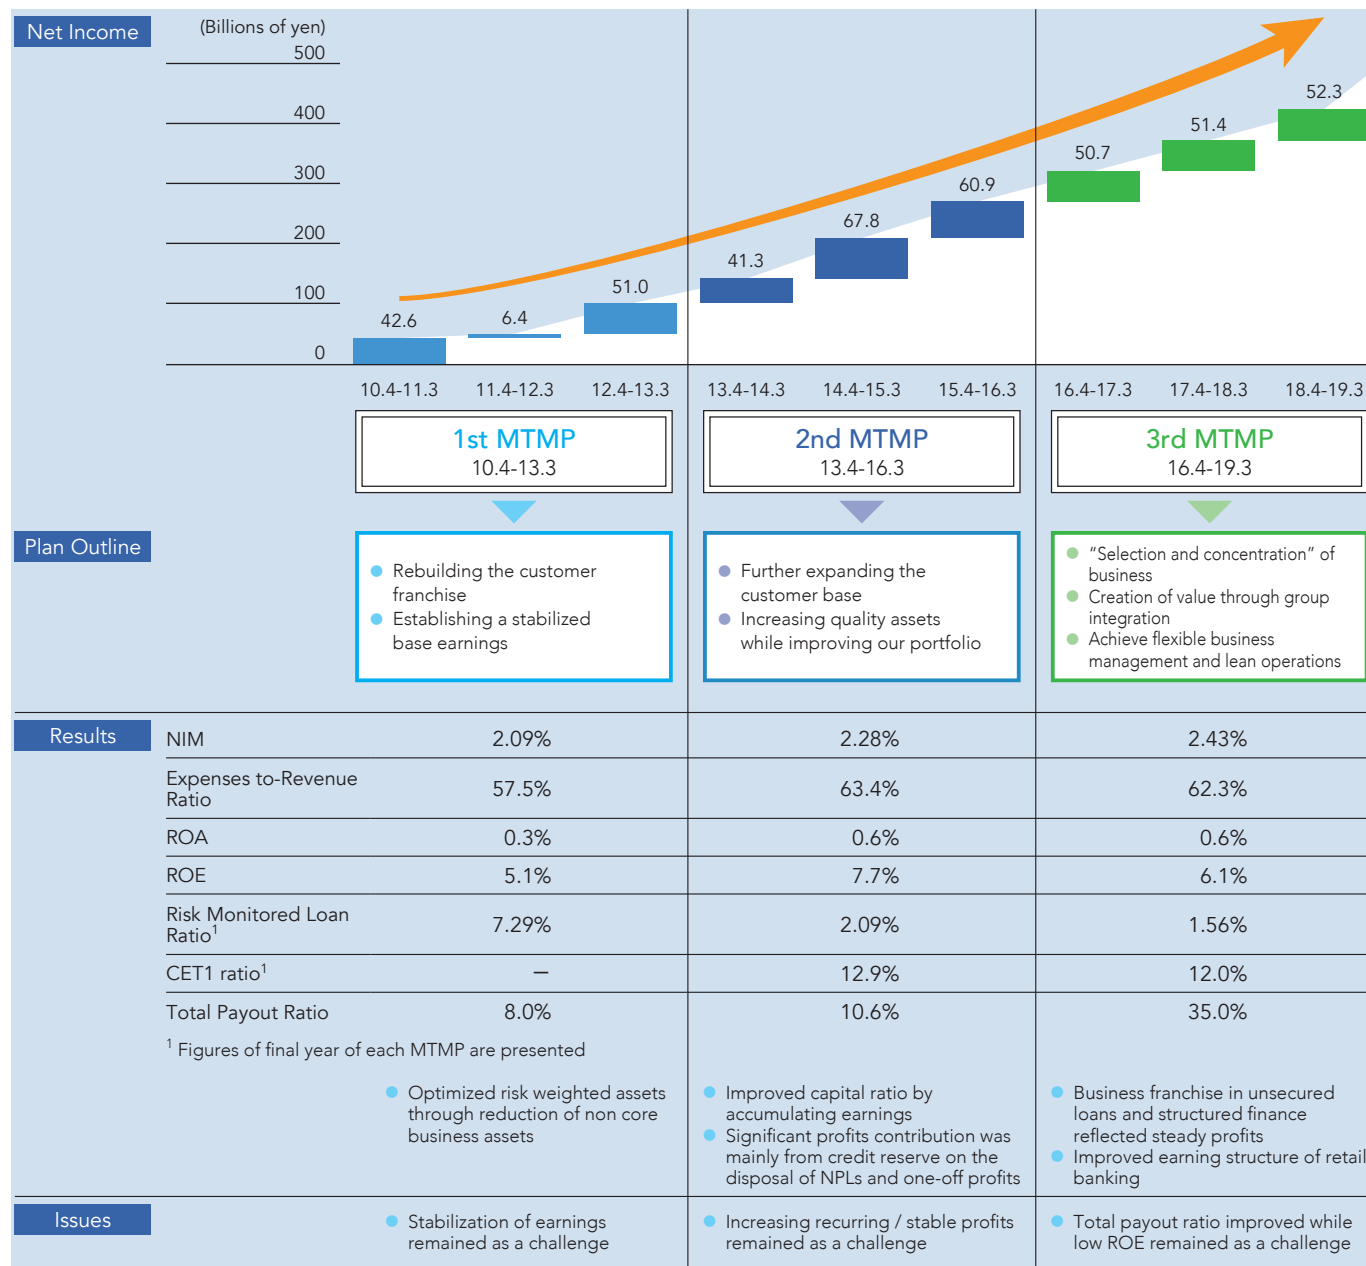 Net Income
(Billions of yen)
500
400
300
200
100
0
42.6
6.4
51.0
41.3
67.8
60.9
50.7
51.4
52.3
10.4-11.3
11.4-12.3
12.4-13.3
13.4-14.3
14.4-15.3
15.4-16.3
16.4-17.3
17.4-18.3
18.4-19.3
1st MTMP
10.4-13.3
2nd MTMP
13.4-16.3
3rd MTMP
16.4-19.3
Plan Outline
● Rebuilding the customer
franchise
● Establishing a stabilized
base earnings
● Further expanding the
customer base
● Increasing quality assets
while improving our portfolio
● “Selection and concentration” of
business
● Creation of value through group
integration
● Achieve flexible business
management and lean operations
Results
NIM 2.09% 2.28% 2.43%
Expenses to-Revenue
Ratio 57.5% 63.4% 62.3%
ROA 0.3% 0.6% 0.6%
ROE 5.1% 7.7% 6.1%
Risk Monitored Loan
Ratio1 7.29% 2.09% 1.56%
CET1 ratio1 — 12.9% 12.0%
Total Payout Ratio 8.0% 10.6% 35.0%
1 Figures of final year of each MTMP are presented
● Optimized risk weighted assets
through reduction of non core
business assets
● Improved capital ratio by
accumulating earnings
● Significant profits contribution was
mainly from credit reserve on the
disposal of NPLs and one-off profits
● Business franchise in unsecured
loans and structured finance
reflected steady profits
● Improved earning structure of retail
banking
Issues
● Stabilization of earnings
remained as a challenge
● Increasing recurring / stable profits
remained as a challenge
● Total payout ratio improved while
low ROE remained as a challenge